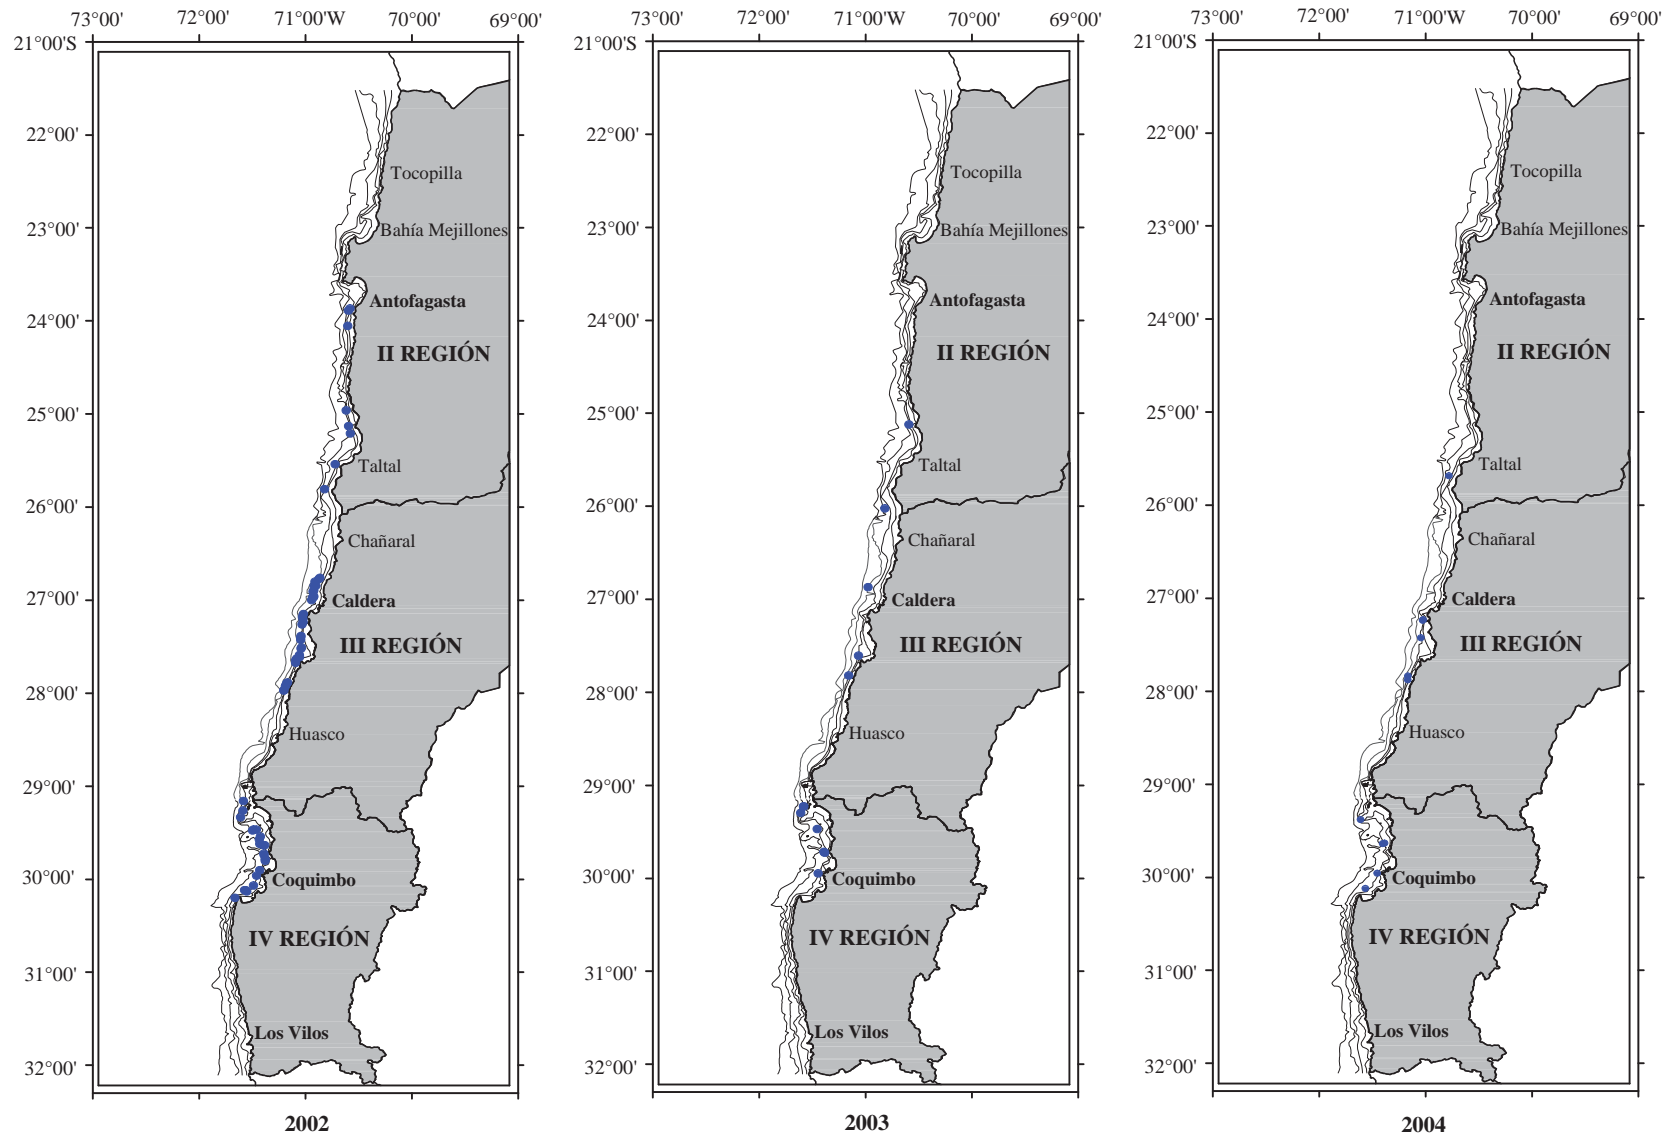 73°00' 72°00' 71°00' 70°00' 69°00'
21°00'S
22°00'
23°00'
24°00'
25°00'
26°00'
27°00'
28°00'
29°00'
30°00'
31°00'
32°00'
Tocopilla
Bahía Mejillones
Antofagasta
II REGIÓN
Taltal
Chañaral
Caldera
III REGIÓN
Huasco
Coquimbo
IV REGIÓN
Los Vilos
2002
73°00' 72°00' 71°00' 70°00' 69°00'
21°00'S
22°00'
23°00'
24°00'
25°00'
26°00'
27°00'
28°00'
29°00'
30°00'
31°00'
32°00'
Tocopilla
Bahía Mejillones
Antofagasta
II REGIÓN
Taltal
Chañaral
Caldera
III REGIÓN
Huasco
Coquimbo
IV REGIÓN
Los Vilos
2003
73°00' 72°00' 71°00' 70°00' 69°00'
21°00'S
22°00'
23°00'
24°00'
25°00'
26°00'
27°00'
28°00'
29°00'
30°00'
31°00'
32°00'
Tocopilla
Bahía Mejillones
Antofagasta
II REGIÓN
Taltal
Chañaral
Caldera
III REGIÓN
Huasco
Coquimbo
IV REGIÓN
Los Vilos
2004